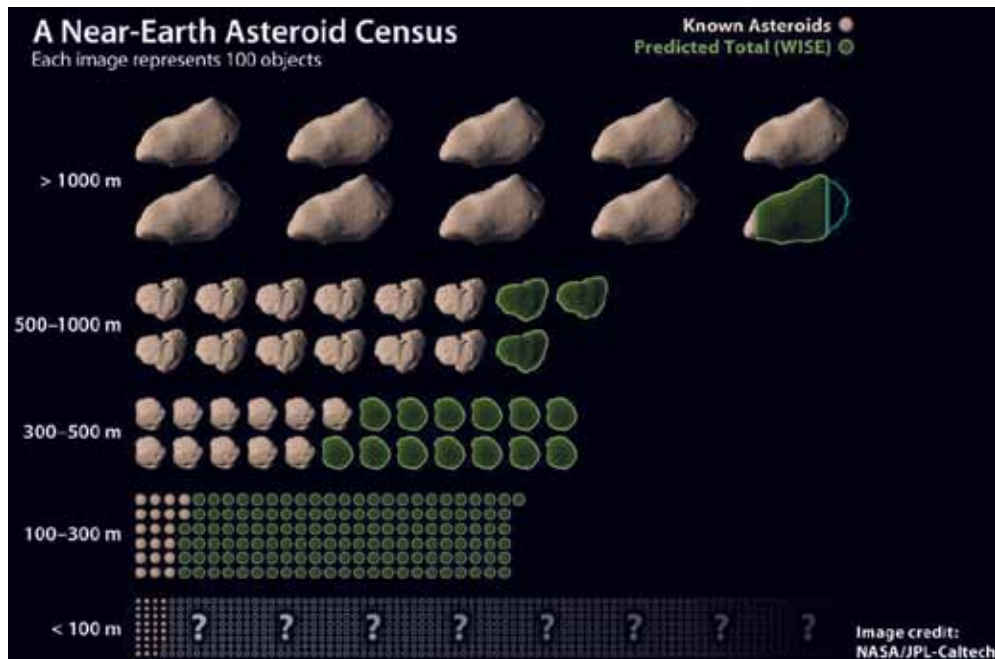 A Near-Earth Asteroid Census
Each image represents 100 objects
Known Asteroids
Predicted Total (WISE)
> 1000 m
500–1000 m
300–500 m
100–300 m
< 100 m
? ? ? ? ? ? ? ?
Image credit:
NASA/JPL-Caltech